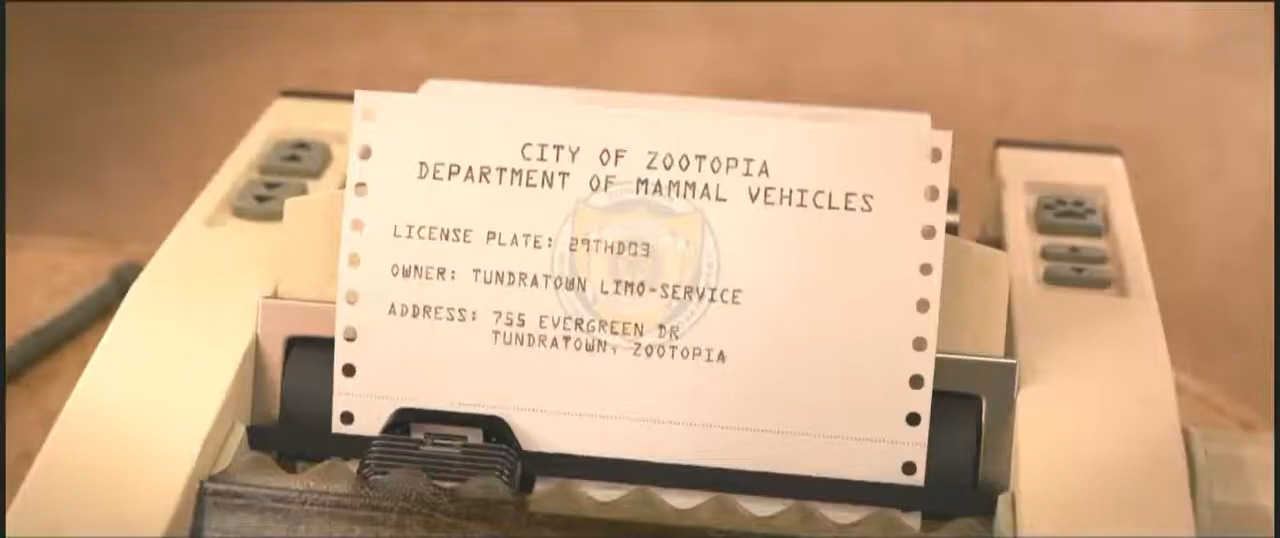 CITY OF ZOOTOPIA
DEPARTMENT OF MAMMAL VEHICLES
LICENSE PLATE: 29THD03
OWNER: TUNDRATOWN LIMO-SERVICE
ADDRESS: 755 EVERGREEN DR
TUNDRATOWN, ZOOTOPIA